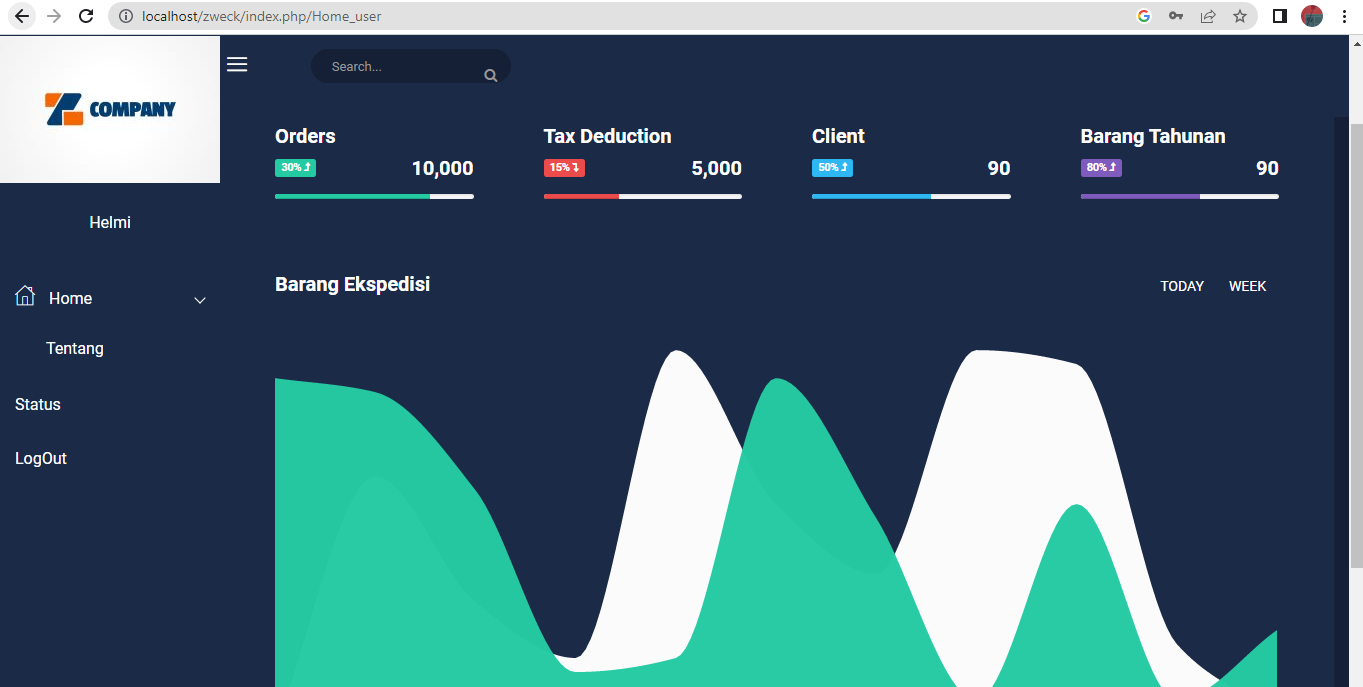 localhost/zweck/index.php/Home_user
COMPANY
Search...
Helmi
Home
Tentang
Status
LogOut
Orders
30%
10,000
Tax Deduction
15%
5,000
Client
50%
90
Barang Tahunan
80%
90
Barang Ekspedisi
TODAY WEEK